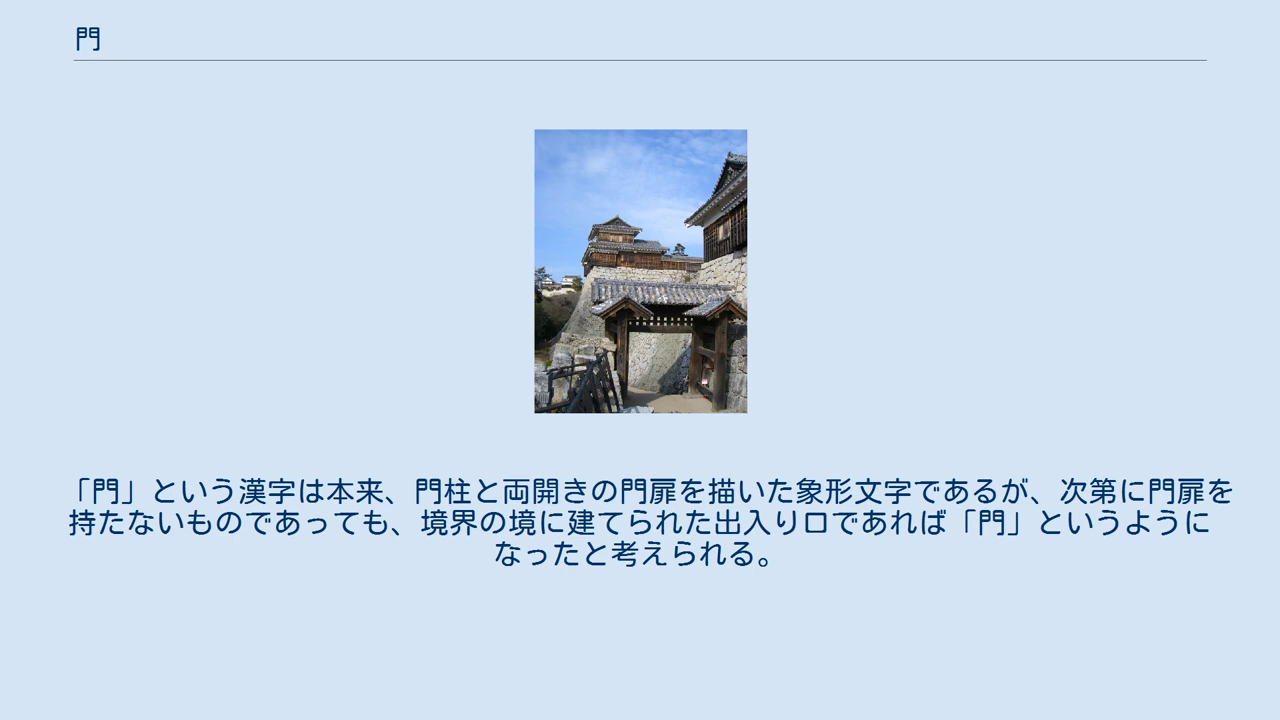 門
「門」という漢字は本来、門柱と両開きの門扉を描いた象形文字であるが、次第に門扉を
持たないものであっても、境界の境に建てられた出入り口であれば「門」というように
なったと考えられる。